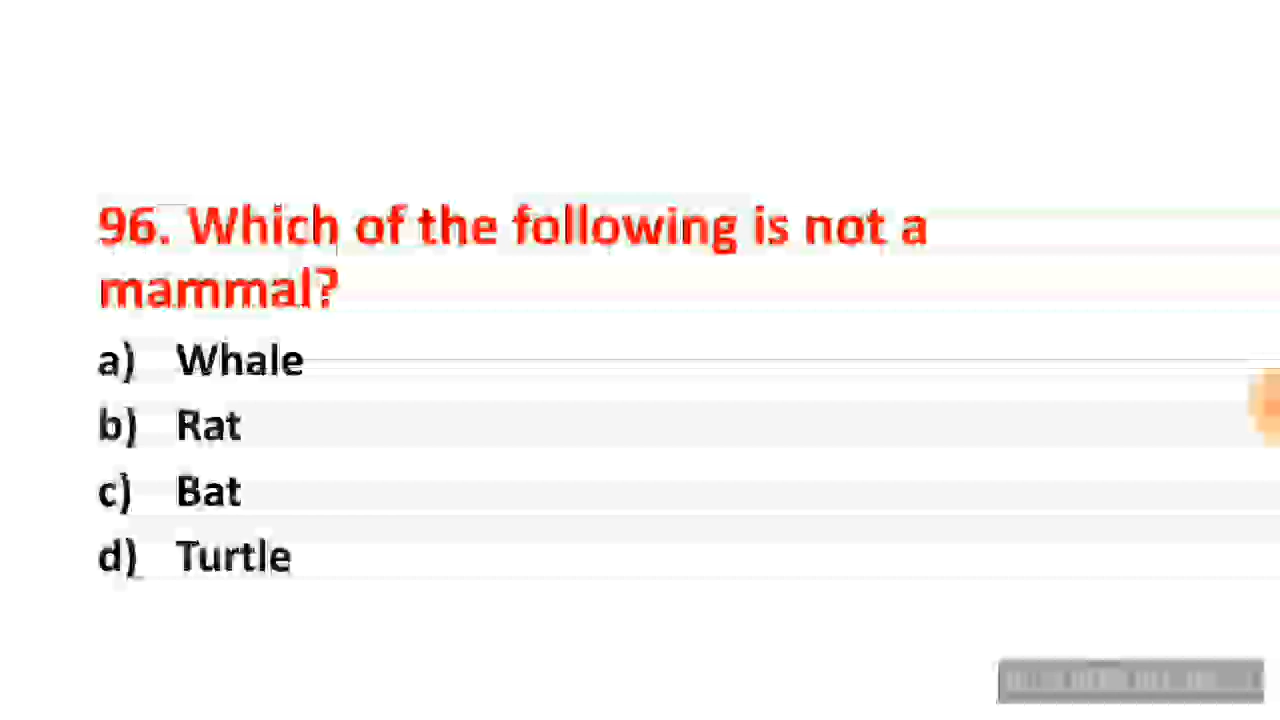 96. Which of the following is not a
mammal?
a) Whale
b) Rat
c) Bat
d) Turtle